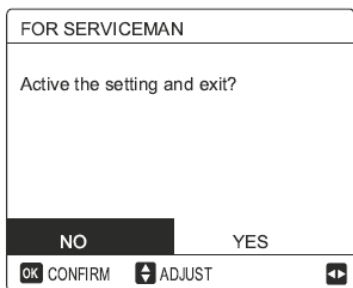 FOR SERVICEMAN
Active the setting and exit?
NO YES
OK CONFIRM ADJUST